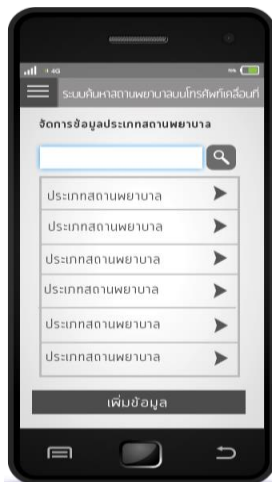 4G
ระบบค้นหาสถานพยาบาลบนโทรศัพท์เคลื่อนที่
จัดการข้อมูลประเภทสถานพยาบาล
ประเภทสถานพยาบาล
ประเภทสถานพยาบาล
ประเภทสถานพยาบาล
ประเภทสถานพยาบาล
ประเภทสถานพยาบาล
ประเภทสถานพยาบาล
เพิ่มข้อมูล